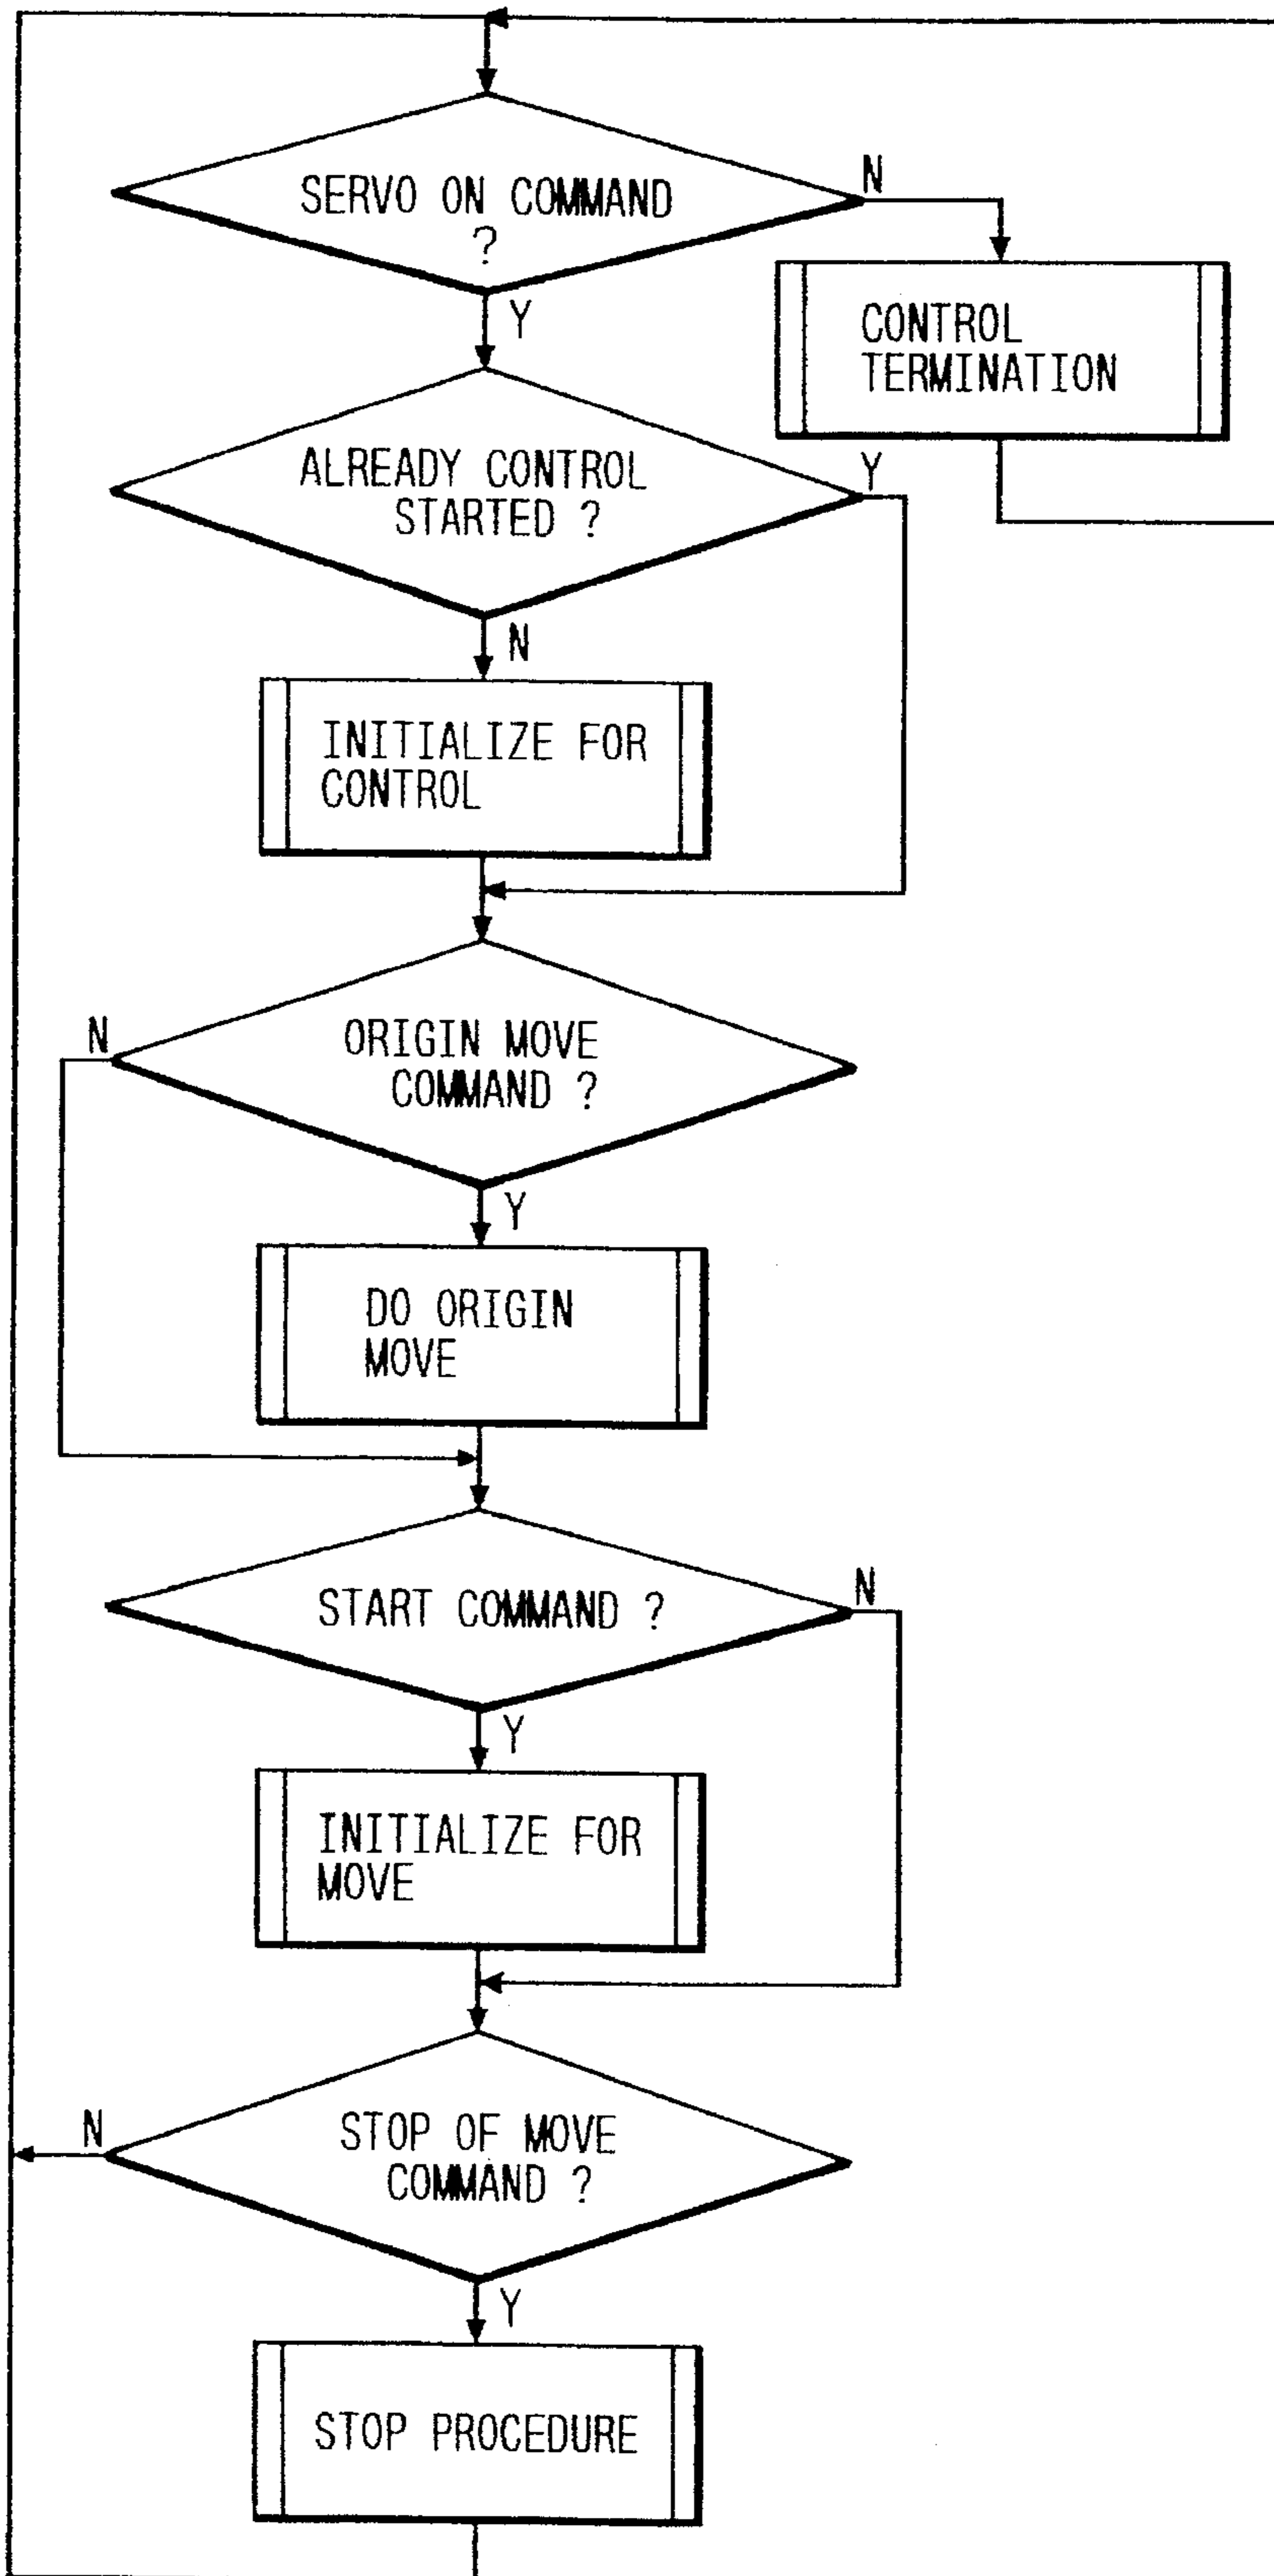 SERVO ON COMMAND
?
N
Y
CONTROL
TERMINATION
ALREADY CONTROL
STARTED ?
Y
N
INITIALIZE FOR
CONTROL
ORIGIN MOVE
COMMAND ?
N
Y
DO ORIGIN
MOVE
START COMMAND ?
N
Y
INITIALIZE FOR
MOVE
STOP OF MOVE
COMMAND ?
N
Y
STOP PROCEDURE